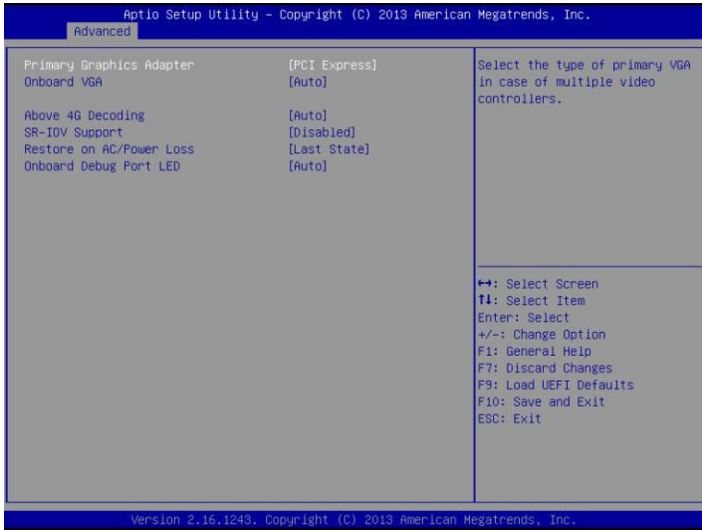 Aptio Setup Utility – Copyright (C) 2013 American Megatrends, Inc.
Advanced
Primary Graphics Adapter [PCI Express]
Onboard VGA [Auto]
Above 4G Decoding [Auto]
SR-IOV Support [Disabled]
Restore on AC/Power Loss [Last State]
Onboard Debug Port LED [Auto]
Select the type of primary VGA
in case of multiple video
controllers.
↔: Select Screen
↑↓: Select Item
Enter: Select
+/-: Change Option
F1: General Help
F7: Discard Changes
F9: Load UEFI Defaults
F10: Save and Exit
ESC: Exit
Version 2.16.1243. Copyright (C) 2013 American Megatrends, Inc.